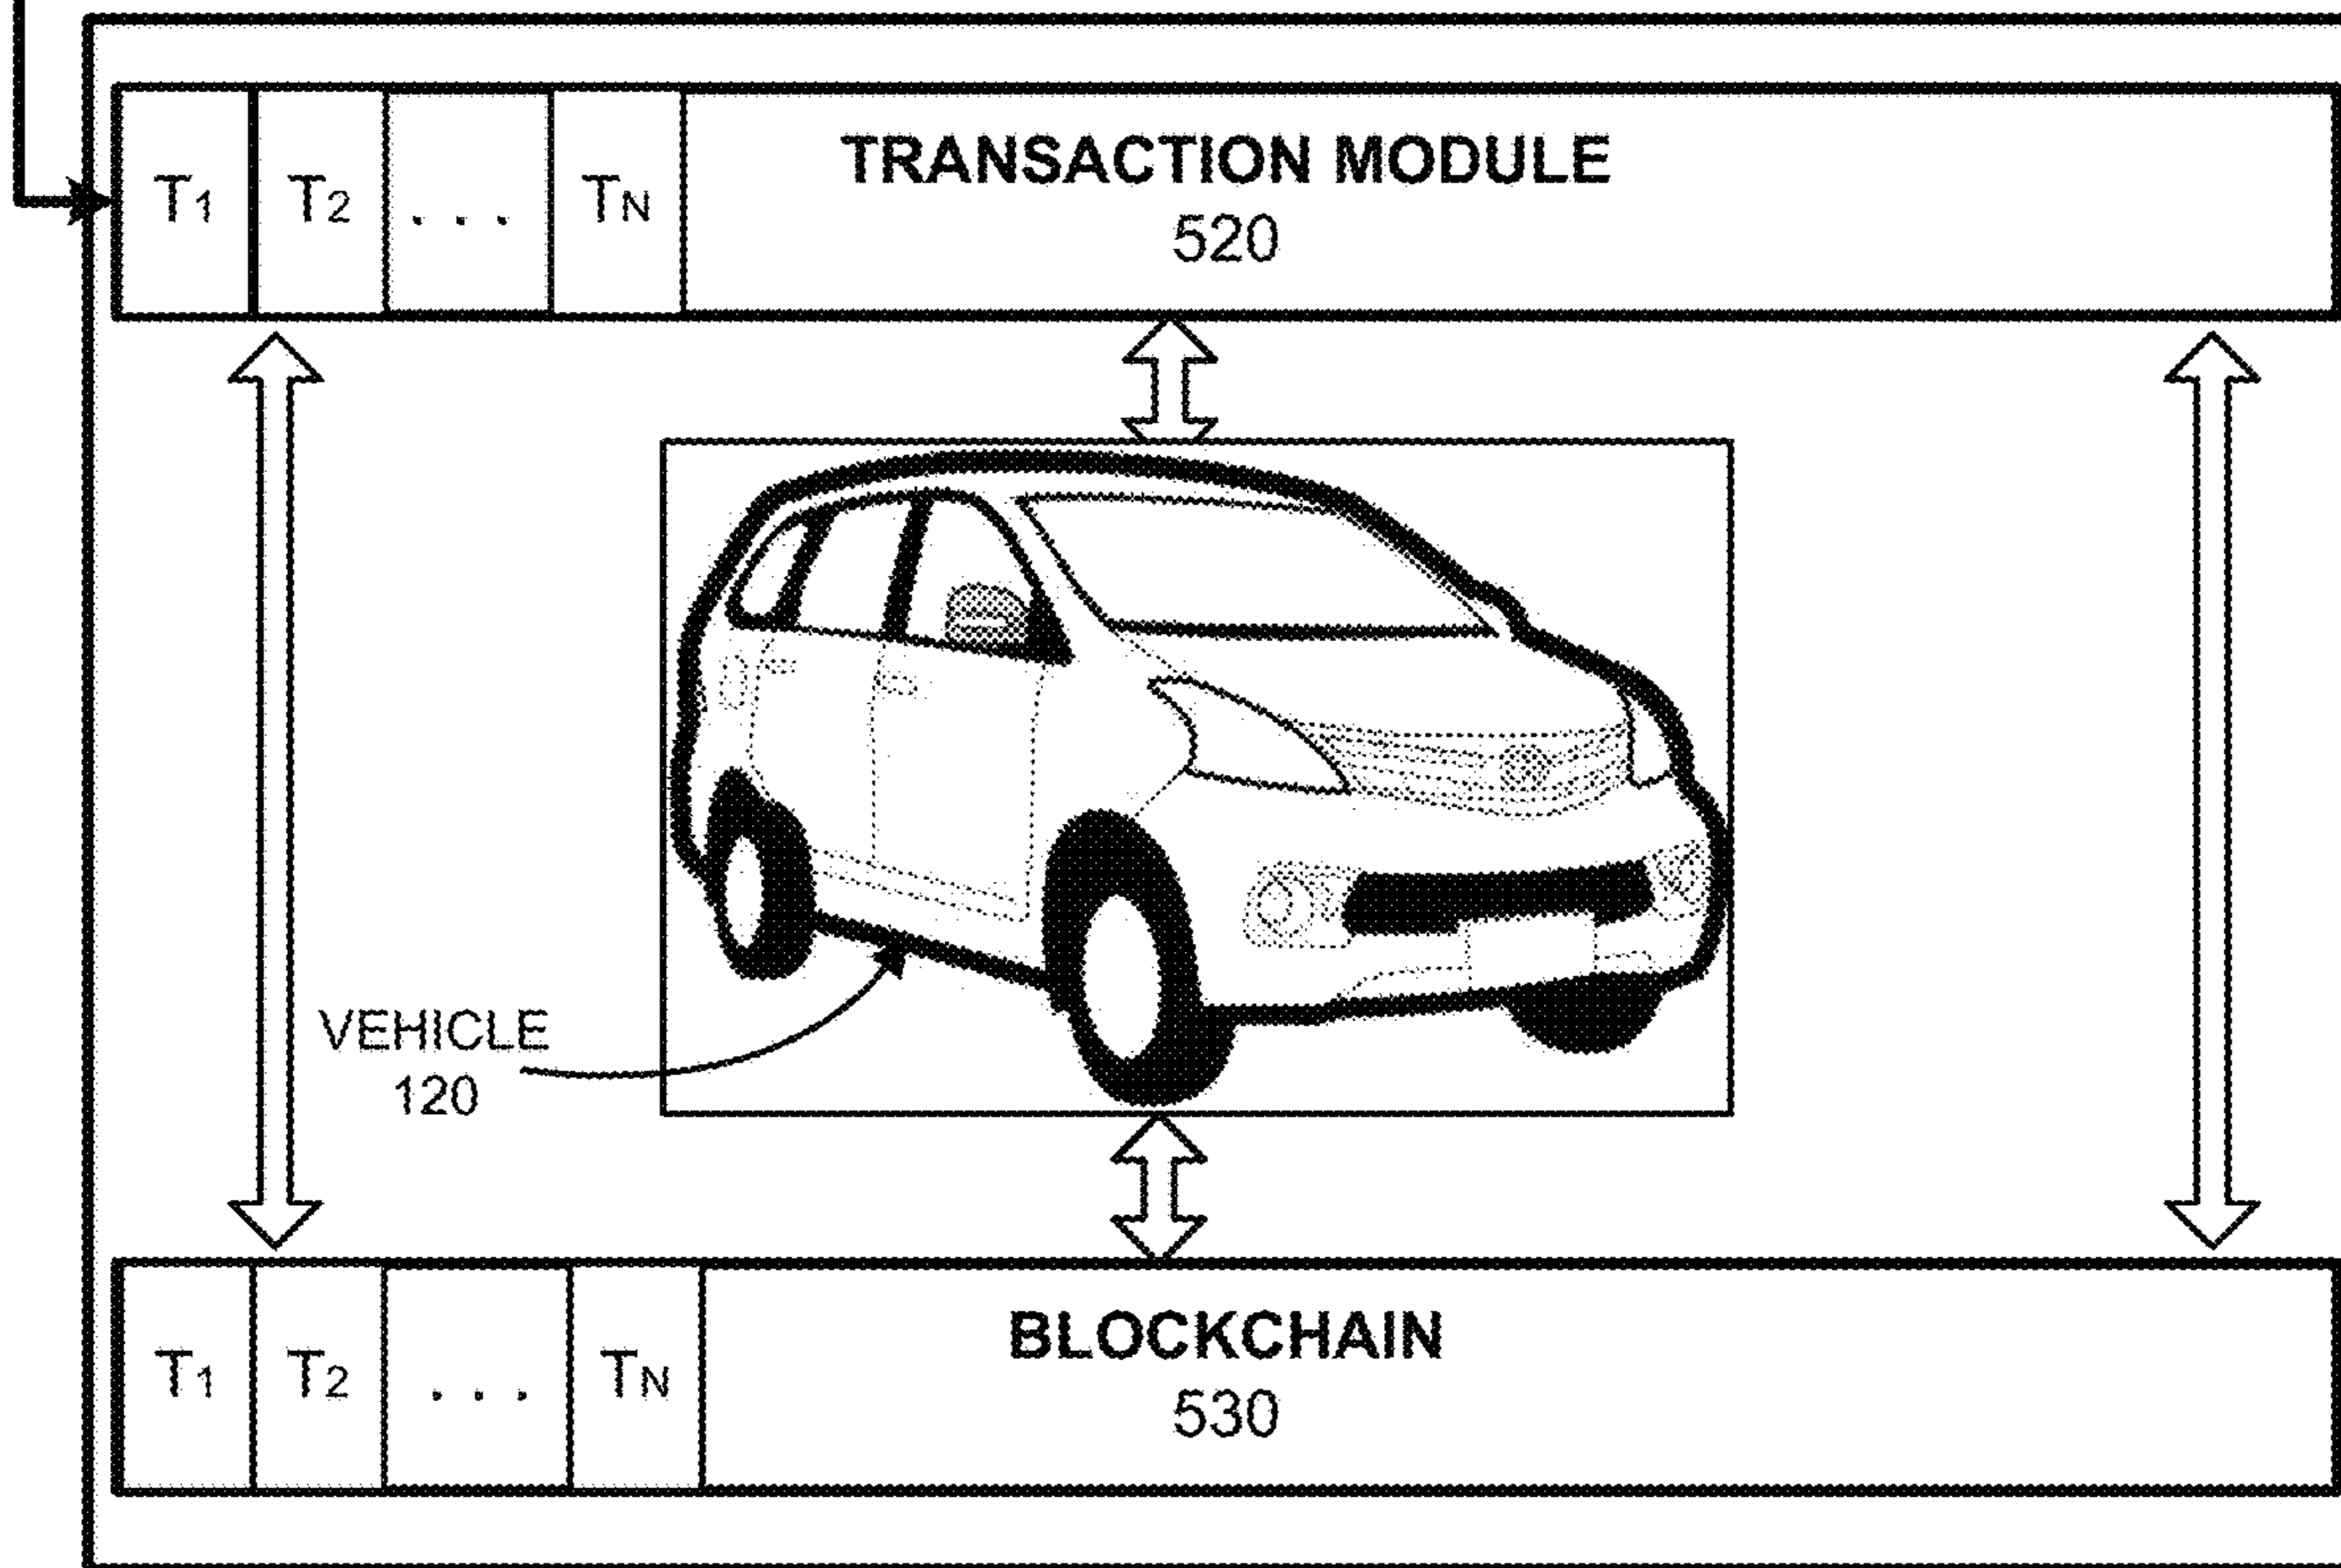 T1 T2 . . . TN TRANSACTION MODULE
520
VEHICLE
120
T1 T2 . . . TN BLOCKCHAIN
530